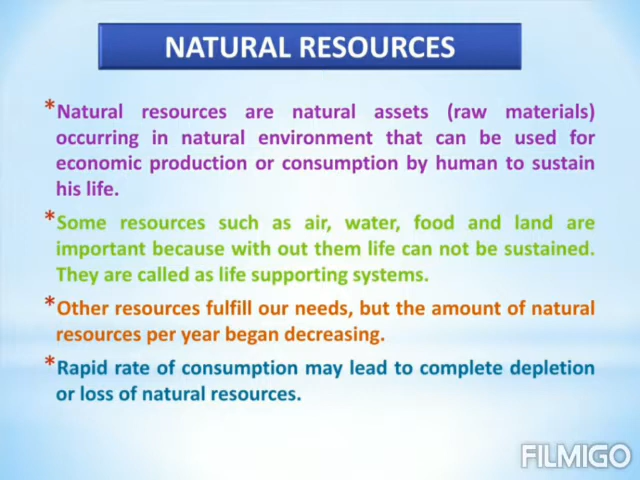 NATURAL RESOURCES
*Natural resources are natural assets (raw materials)
occurring in natural environment that can be used for
economic production or consumption by human to sustain
his life.
*Some resources such as air, water, food and land are
important because with out them life can not be sustained.
They are called as life supporting systems.
*Other resources fulfill our needs, but the amount of natural
resources per year began decreasing.
*Rapid rate of consumption may lead to complete depletion
or loss of natural resources.
FILMIGO